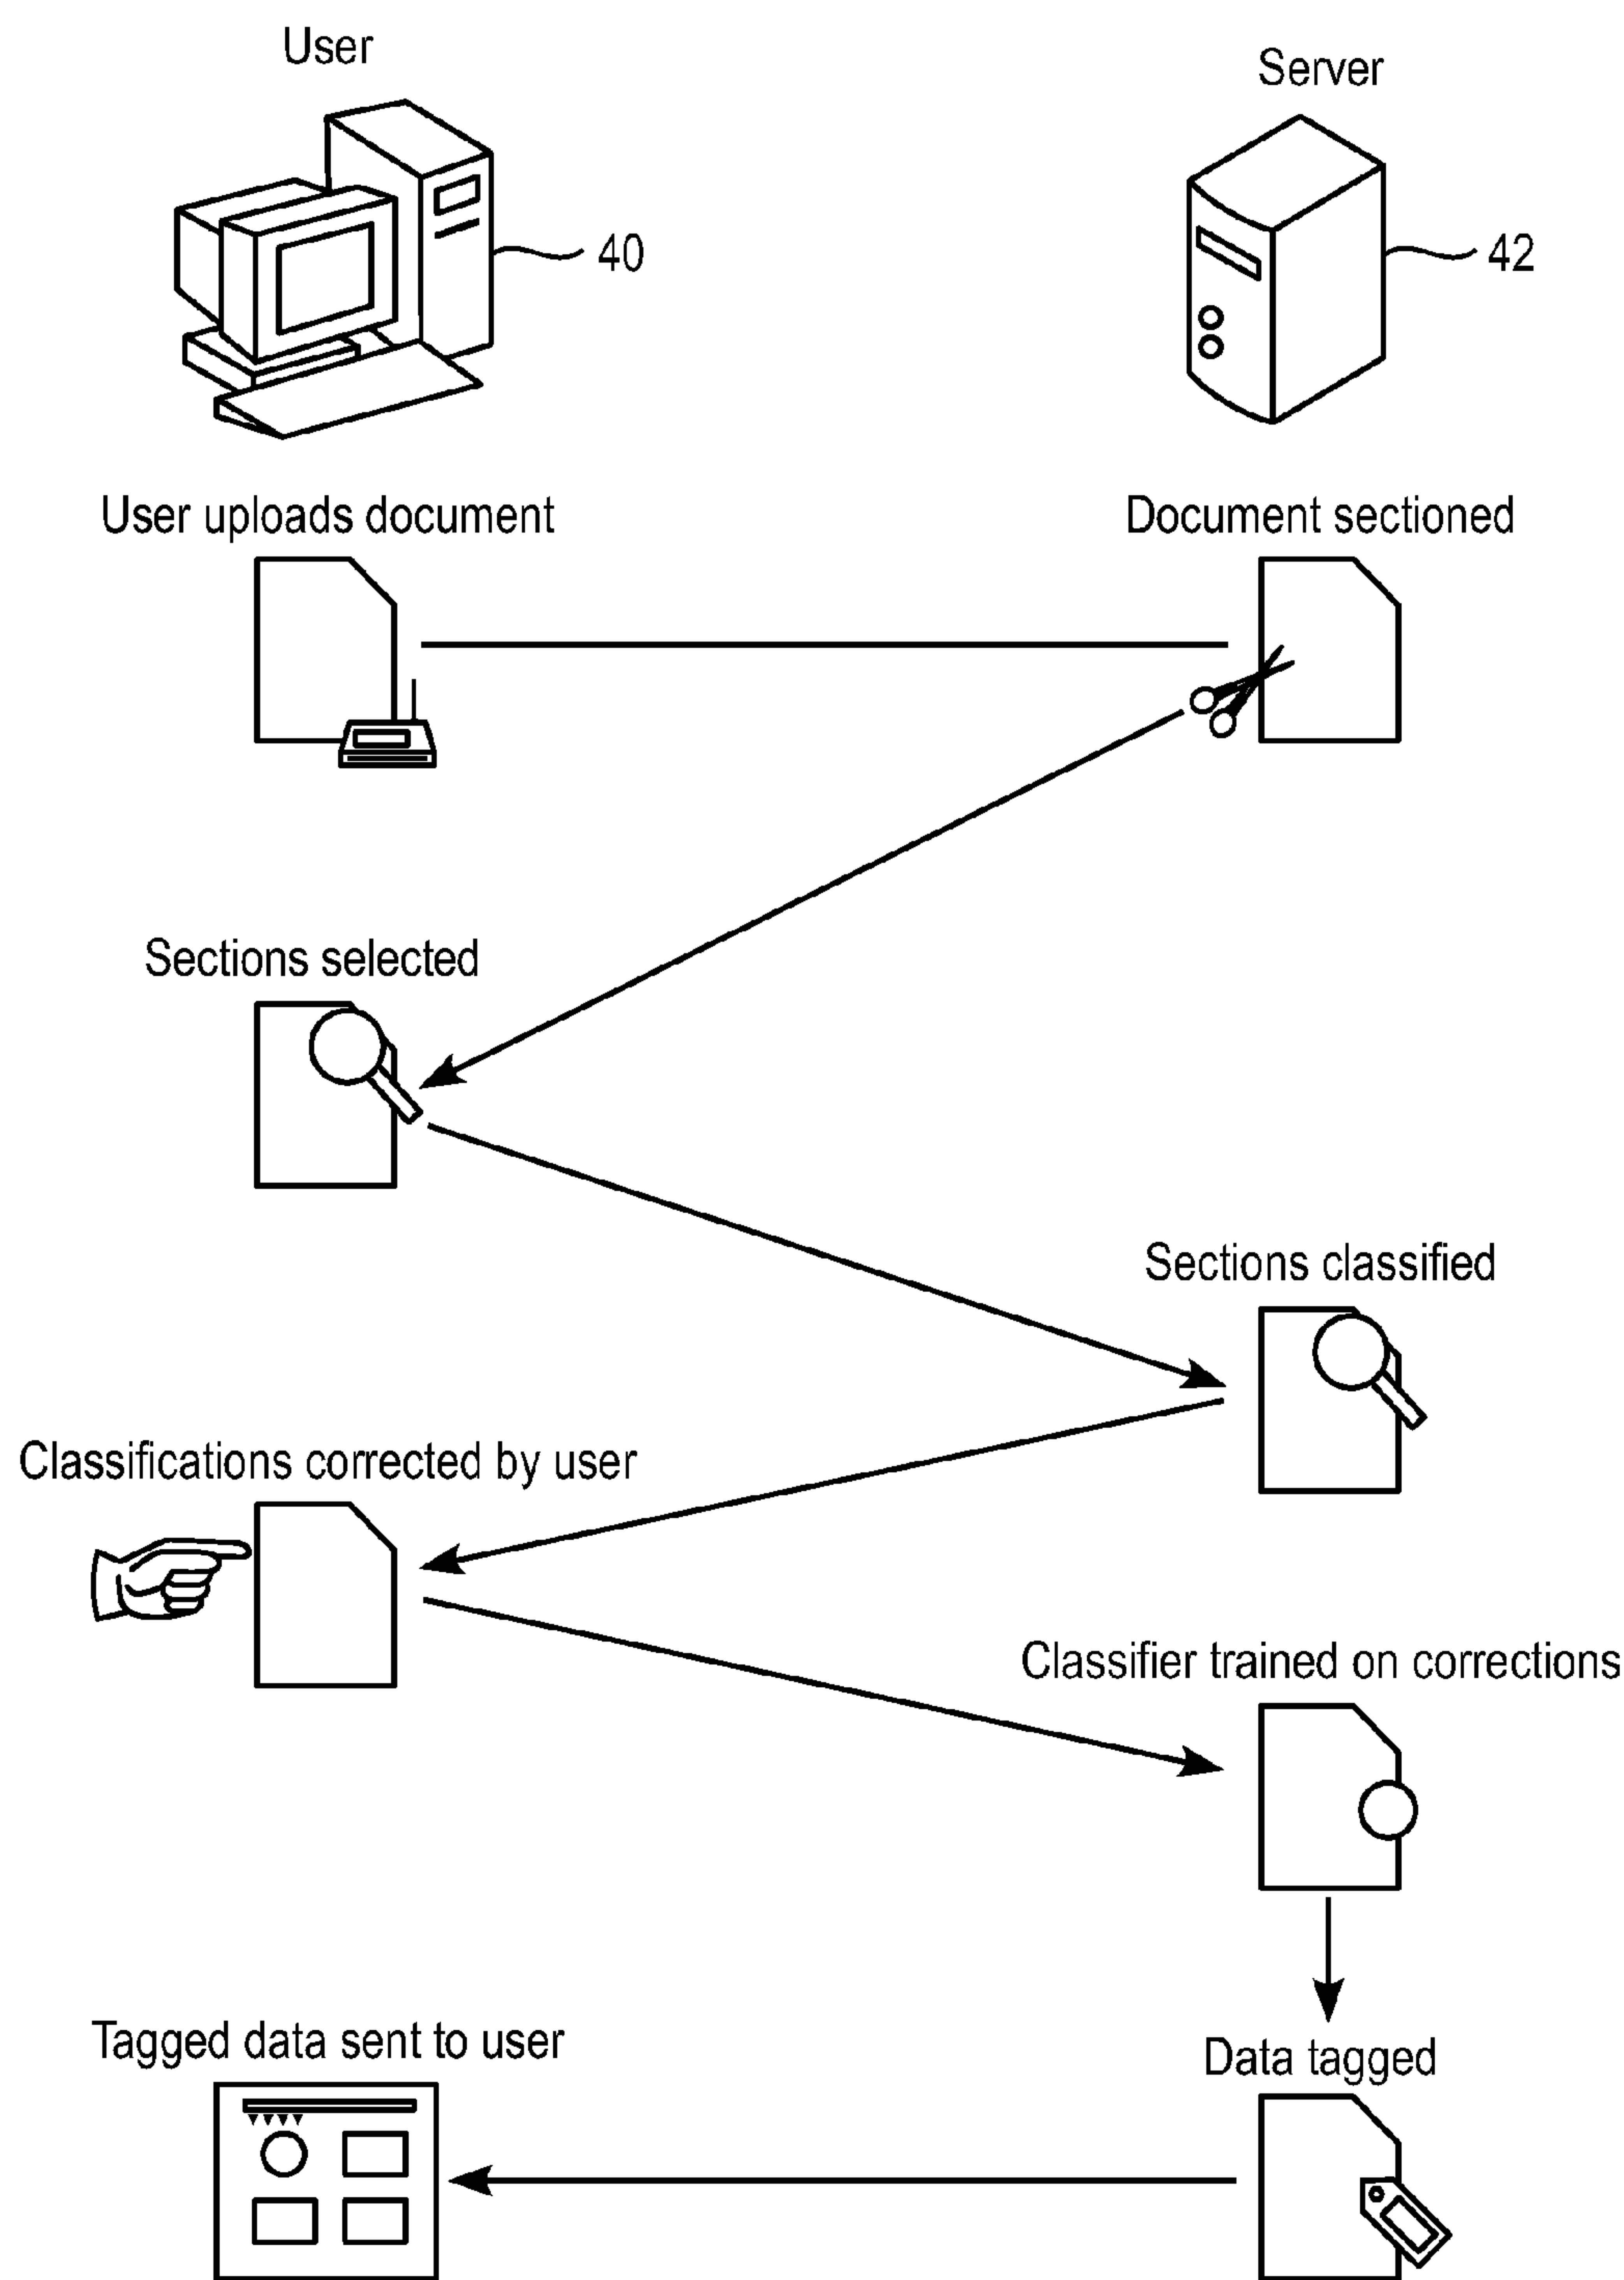 User
Server
40
42
User uploads document
Document sectioned
Sections selected
Sections classified
Classifications corrected by user
Classifier trained on corrections
Tagged data sent to user
Data tagged